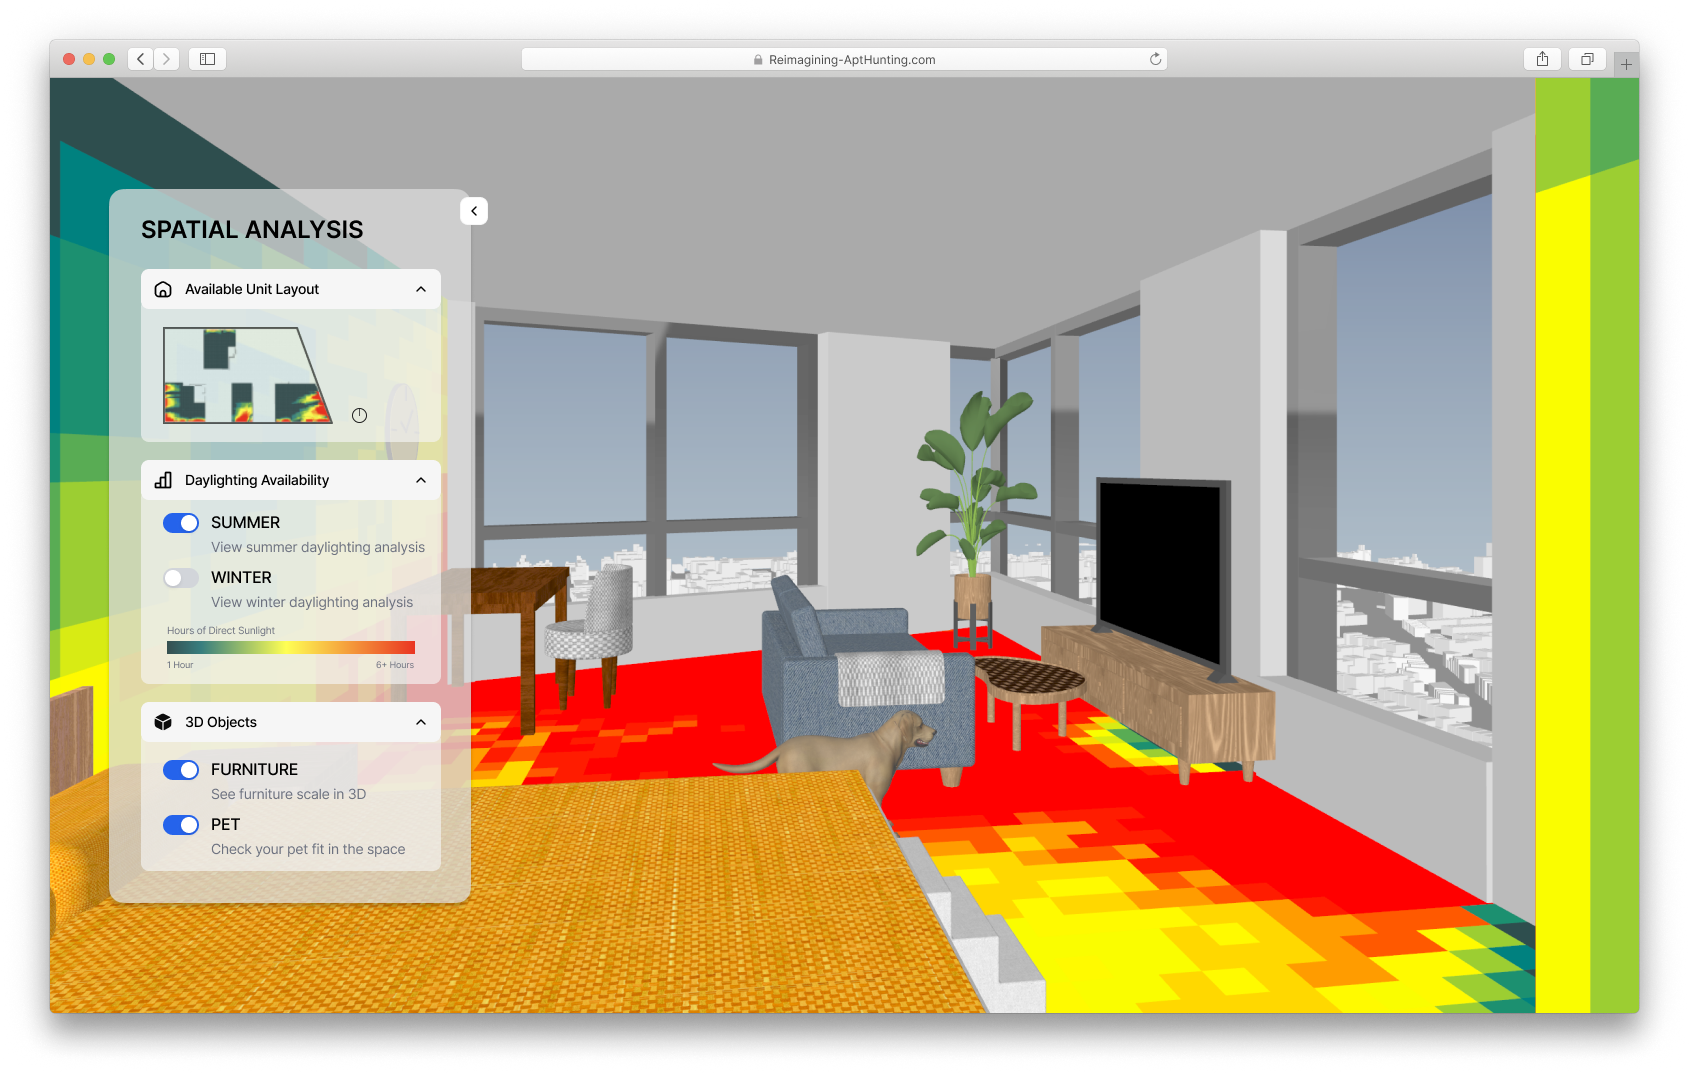 Reimagining-AptHunting.com
SPATIAL ANALYSIS
Available Unit Layout
Daylighting Availability
SUMMER
View summer daylighting analysis
WINTER
View winter daylighting analysis
Hours of Direct Sunlight
1 Hour
6+ Hours
3D Objects
FURNITURE
See furniture scale in 3D
PET
Check your pet fit in the space